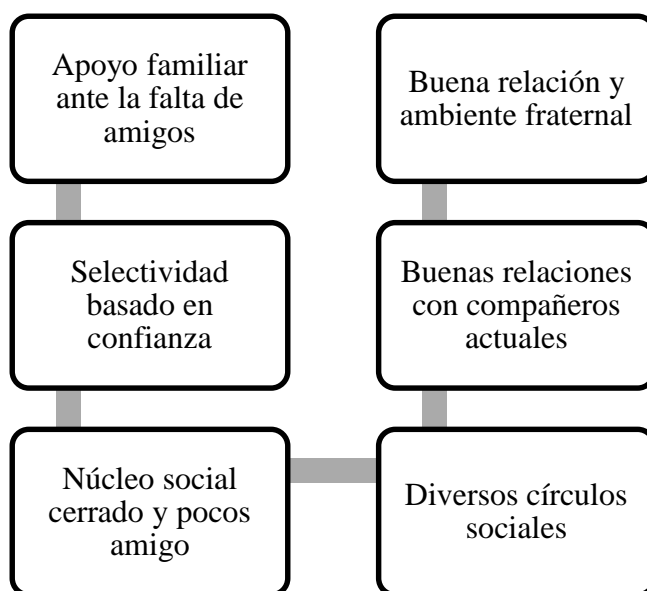 Apoyo familiar
ante la falta de
amigos
Selectividad
basado en
confianza
Núcleo social
cerrado y pocos
amigo
Diversos círculos
sociales
Buenas relaciones
con compañeros
actuales
Buena relación y
ambiente fraternal